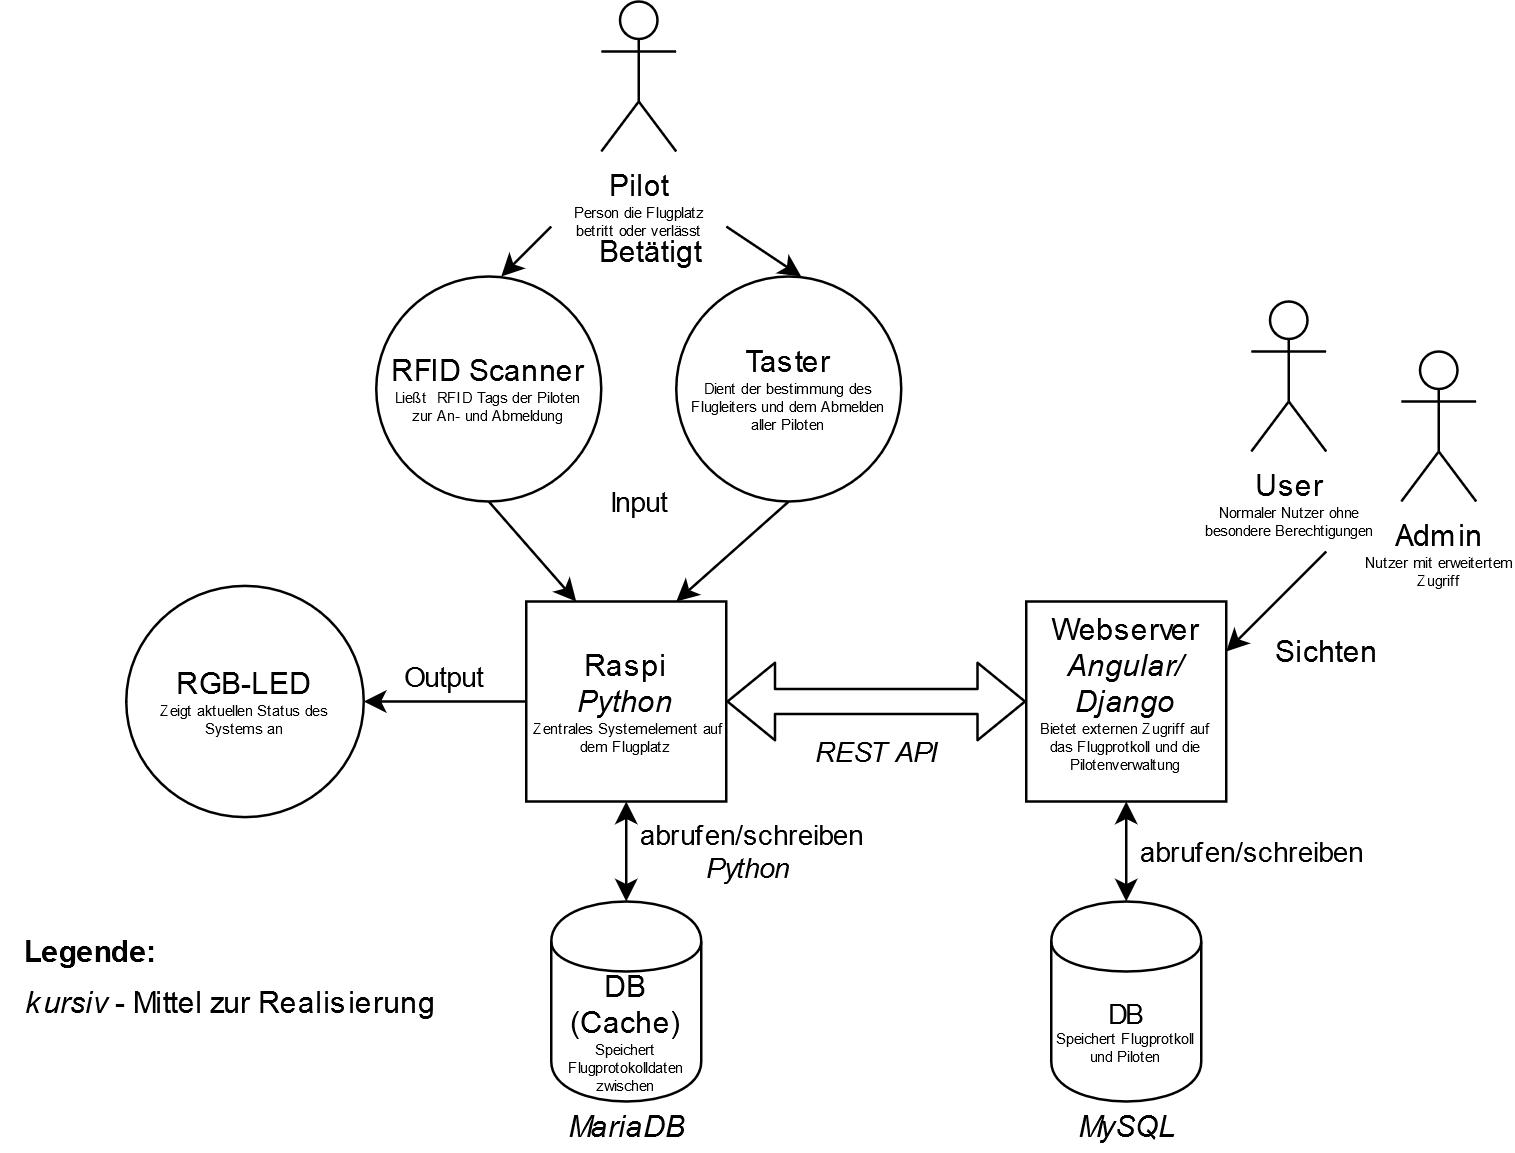 Pilot
Person die Flugplatz
betritt oder verlässt
Betätigt
RFID Scanner
Ließt RFID Tags der Piloten
zur An- und Abmeldung
Taster
Dient der bestimmung des
Flugleiters und dem Abmelden
aller Piloten
Input
User
Normaler Nutzer ohne
besondere Berechtigungen
Admin
Nutzer mit erweitertem
Zugriff
Sichten
RGB-LED
Zeigt aktuellen Status des
Systems an
Output
Raspi
Python
Zentrales Systemelement auf
dem Flugplatz
REST API
Webserver
Angular/
Django
Bietet externen Zugriff auf
das Flugprotkoll und die
Pilotenverwaltung
abrufen/schreiben
Python
abrufen/schreiben
Legende:
kursiv - Mittel zur Realisierung
DB
(Cache)
Speichert
Flugprotokolldaten
zwischen
MariaDB
DB
Speichert Flugprotkoll
und Piloten
MySQL